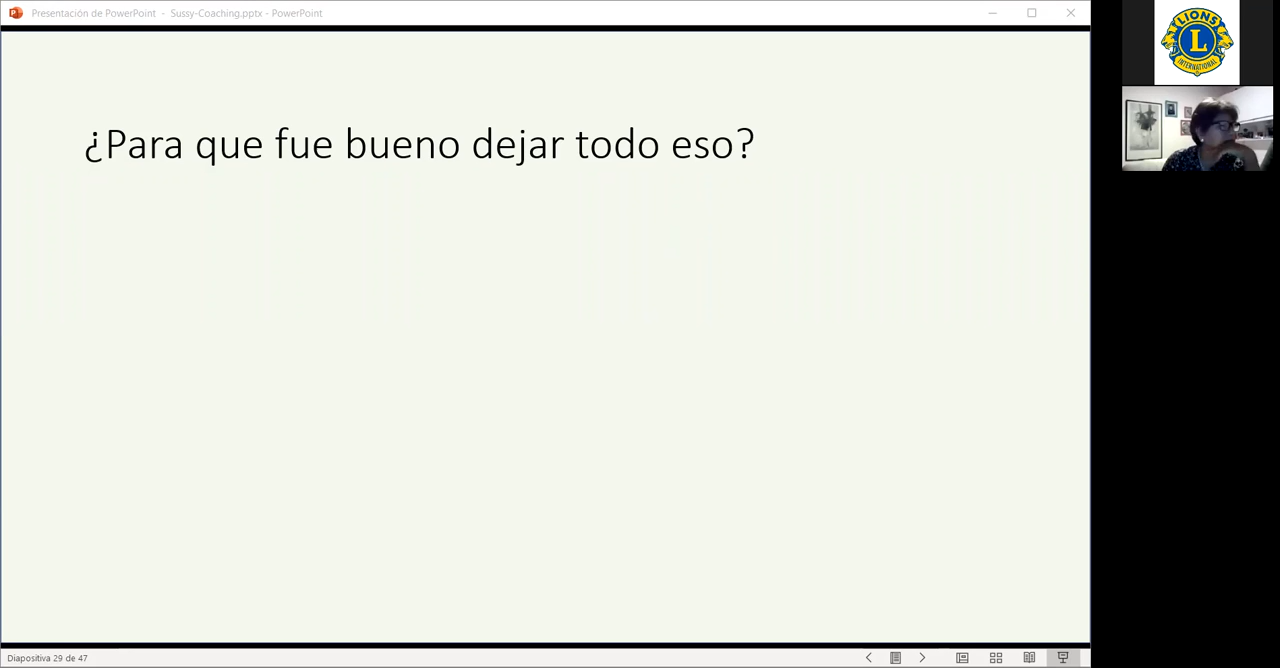 Presentación de PowerPoint - Sussy-Coaching.pptx - PowerPoint
LIONS
L
INTERNATIONAL
¿Para que fue bueno dejar todo eso?
Diapositiva 29 de 47